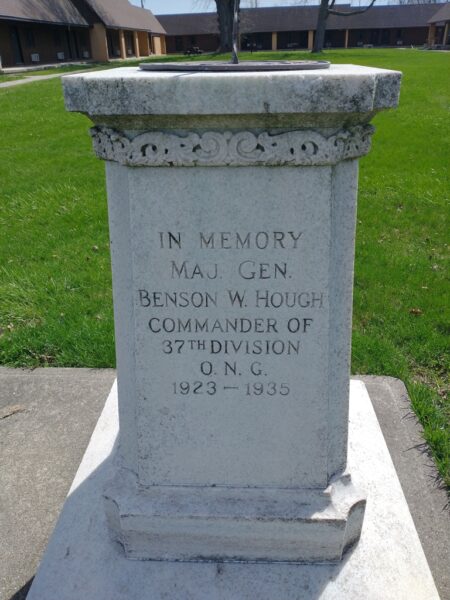 IN MEMORY
MAJ. GEN.
BENSON W. HOUGH
COMMANDER OF
37TH DIVISION
O. N. G.
1923 — 1935